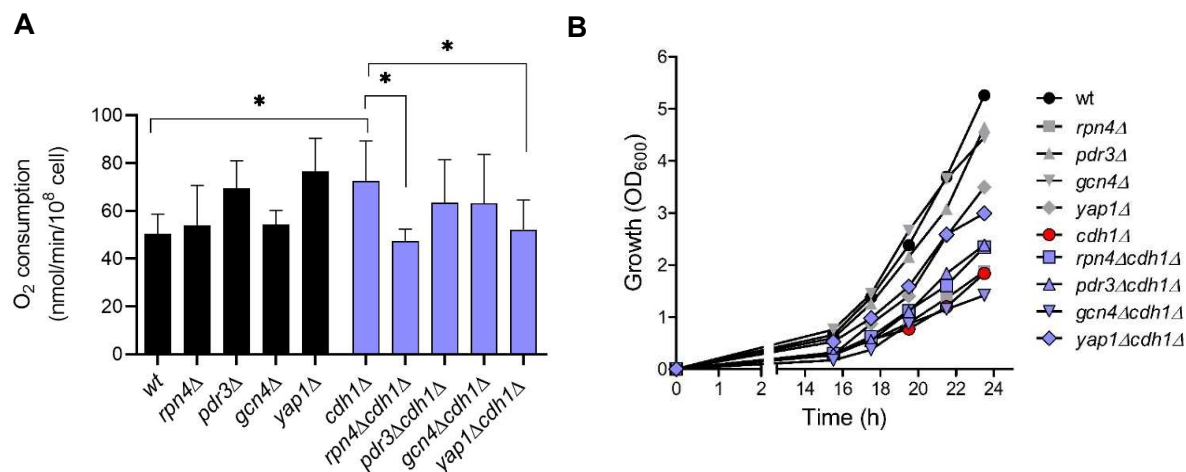 A
O2 consumption
(nmol/min/10^8 cell)
100
80
60
40
20
0
*
*
*
wt
rpn4Δ
pdr3Δ
gcn4Δ
yap1Δ
cdh1Δ
rpn4Δcdh1Δ
pdr3Δcdh1Δ
gcn4Δcdh1Δ
yap1Δcdh1Δ
B
Growth (OD600)
6
5
4
3
2
1
0
0 1 2 14 16 18 20 22 24
Time (h)
wt
rpn4Δ
pdr3Δ
gcn4Δ
yap1Δ
cdh1Δ
rpn4Δcdh1Δ
pdr3Δcdh1Δ
gcn4Δcdh1Δ
yap1Δcdh1Δ